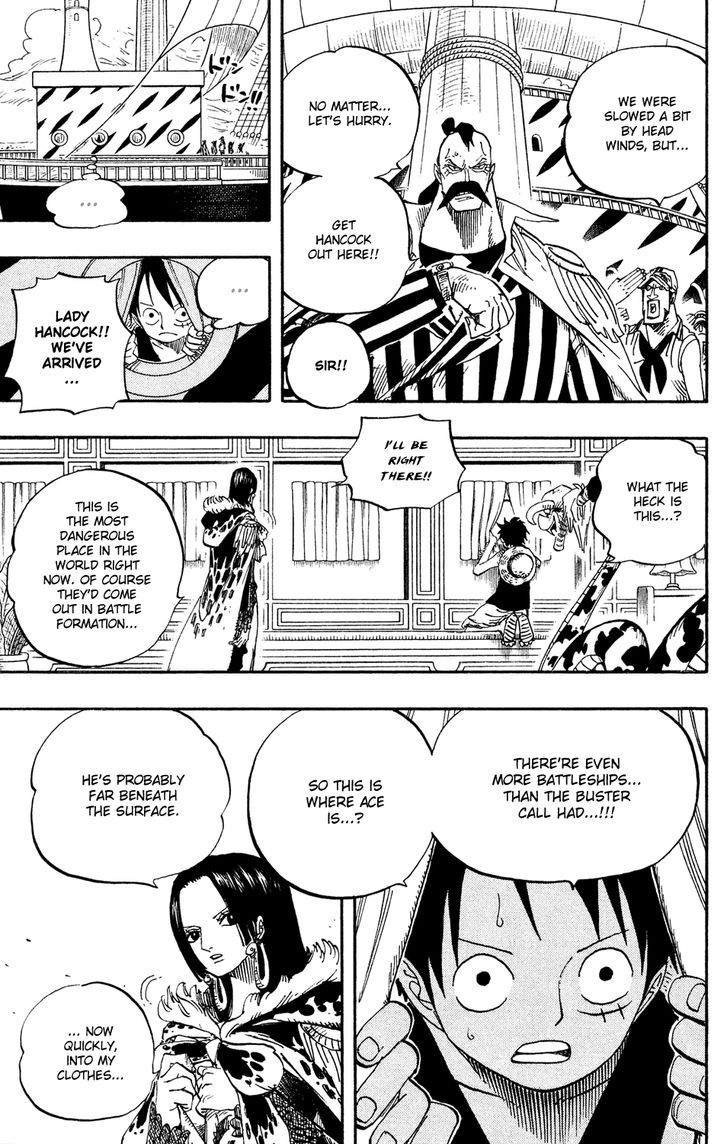 WE WERE
SLOWED A BIT
BY HEAD
WINDS, BUT...
NO MATTER...
LET'S HURRY.
GET
HANCOCK
OUT HERE!!
SIR!!
ドン
ドン!!
...
...
LADY
HANCOCK!!
WE'VE
ARRIVED
...
WHAT THE
HECK IS
THIS...?
I'LL BE
RIGHT
THERE!!
THIS IS
THE MOST
DANGEROUS
PLACE IN THE
WORLD RIGHT
NOW. OF COURSE
THEY'D COME
OUT IN BATTLE
FORMATION...
THERE'RE EVEN
MORE BATTLESHIPS...
THAN THE BUSTER
CALL HAD...!!!
SO THIS IS
WHERE ACE
IS...?
HE'S PROBABLY
FAR BENEATH
THE SURFACE.
... NOW
QUICKLY,
INTO MY
CLOTHES...